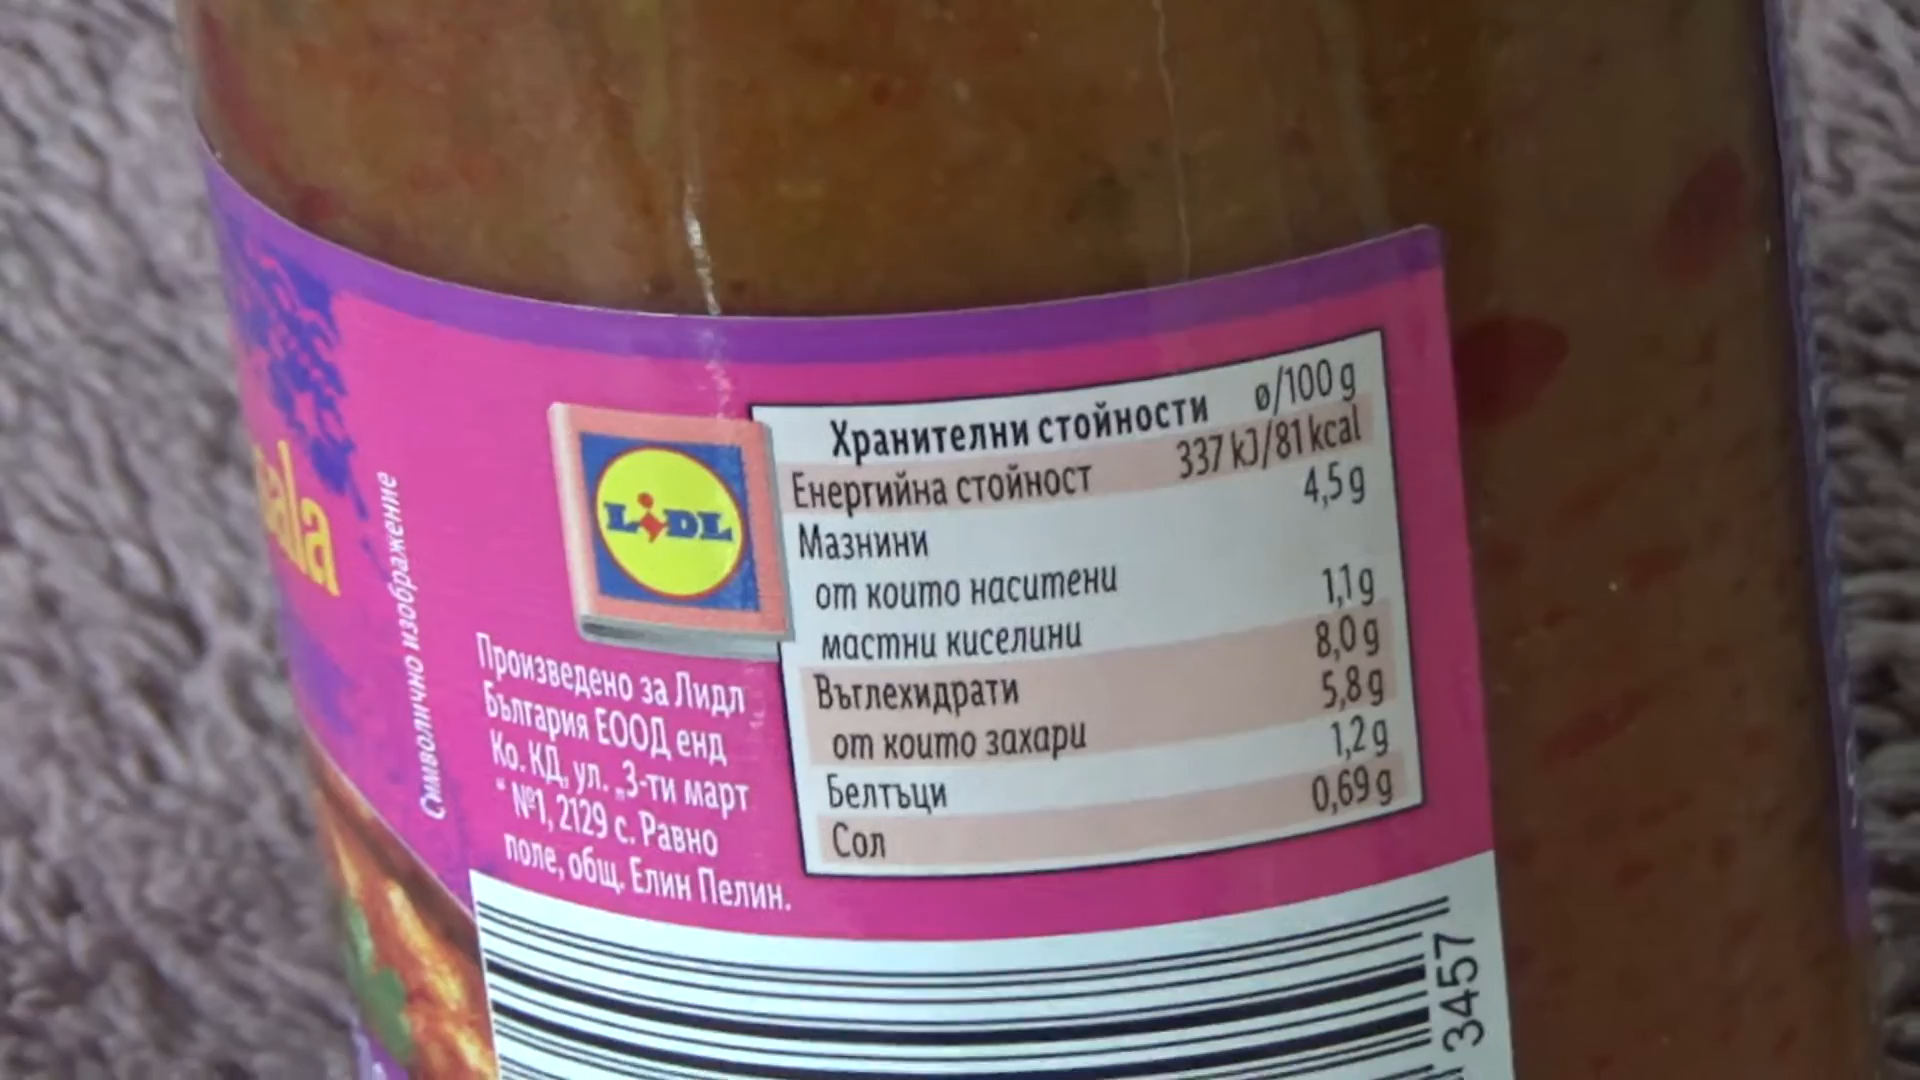 ala
Символично изображение
LIDL
Произведено за Лидл
България ЕООД енд
Ко. КД, ул. „3-ти март
“ №1, 2129 с. Равно
поле, общ. Елин Пелин.
Хранителни стойности ø/100 g
Енергийна стойност 337 kJ/81 kcal
Мазнини 4,5 g
от които наситени
мастни киселини 1,1 g
Въглехидрати 8,0 g
от които захари 5,8 g
Белтъци 1,2 g
Сол 0,69 g
3457